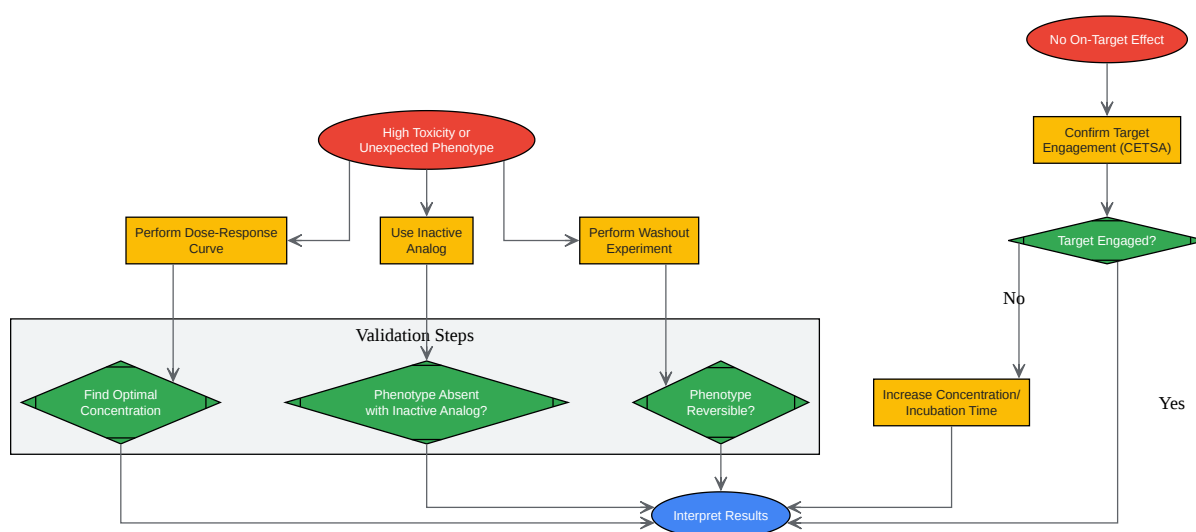 No On-Target Effect
High Toxicity or
Unexpected Phenotype
Confirm Target
Engagement (CETSA)
Perform Dose-Response
Curve
Use Inactive
Analog
Perform Washout
Experiment
Target Engaged?
No
Validation Steps
Find Optimal
Concentration
Phenotype Absent
with Inactive Analog?
Phenotype
Reversible?
Increase Concentration/
Incubation Time
Yes
Interpret Results